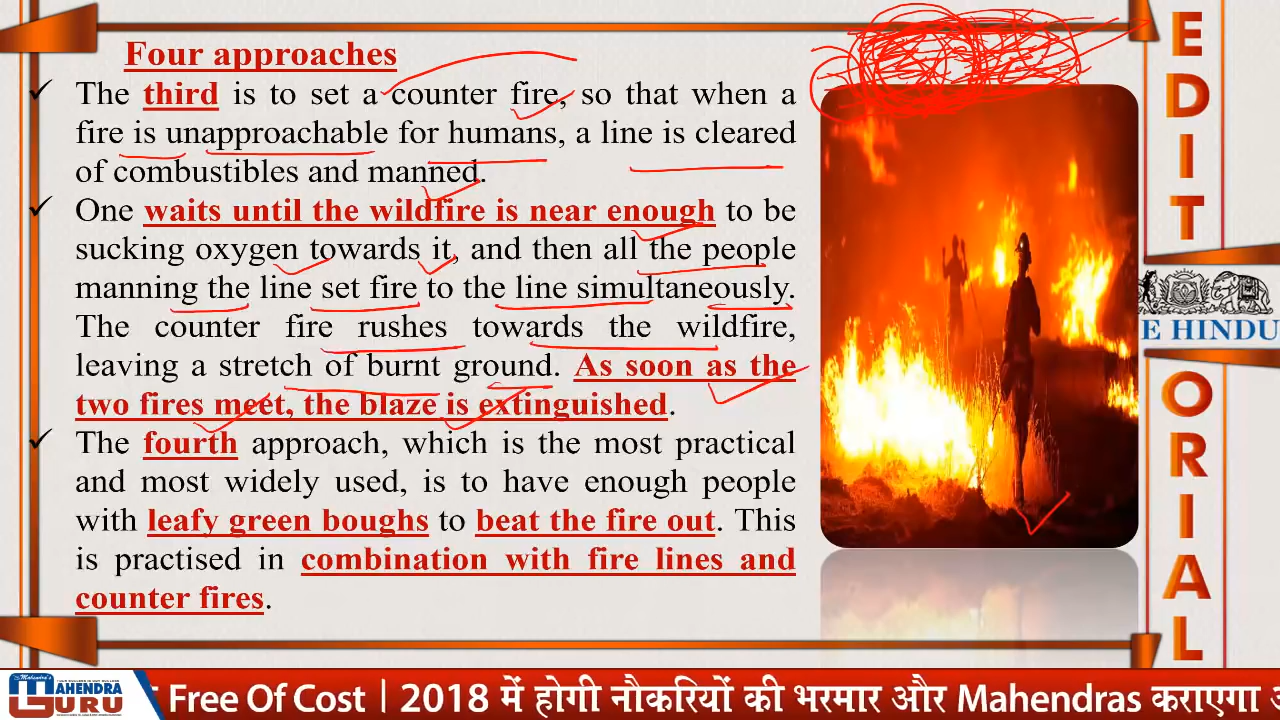 Four approaches
The third is to set a counter fire, so that when a
fire is unapproachable for humans, a line is cleared
of combustibles and manned.
One waits until the wildfire is near enough to be
sucking oxygen towards it, and then all the people
manning the line set fire to the line simultaneously.
The counter fire rushes towards the wildfire,
leaving a stretch of burnt ground. As soon as the
two fires meet, the blaze is extinguished.
The fourth approach, which is the most practical
and most widely used, is to have enough people
with leafy green boughs to beat the fire out. This
is practised in combination with fire lines and
counter fires.
EDIT
E HINDU
ORIAL
Mahendra's
MAHENDRA
GURU
Free Of Cost | 2018 में होगी नौकरियों की भरमार और Mahendras कराएगा